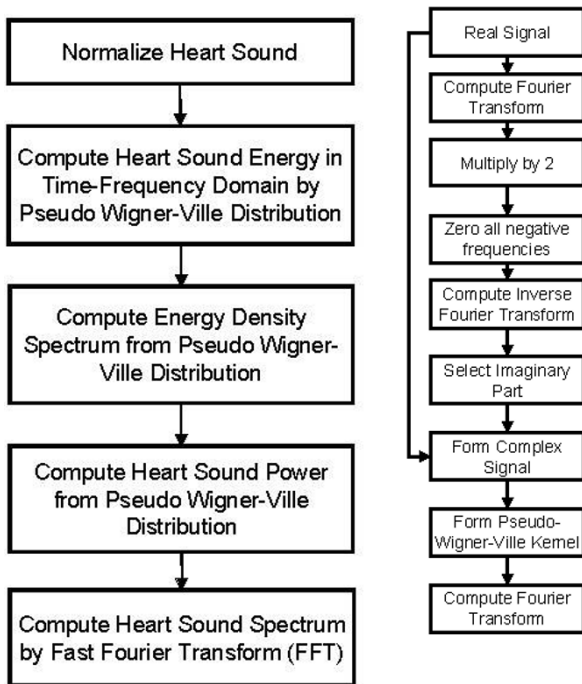 Normalize Heart Sound
Compute Heart Sound Energy in
Time-Frequency Domain by
Pseudo Wigner-Ville Distribution
Compute Energy Density
Spectrum from Pseudo Wigner-
Ville Distribution
Compute Heart Sound Power
from Pseudo Wigner-Ville
Distribution
Compute Heart Sound Spectrum
by Fast Fourier Transform (FFT)
Real Signal
Compute Fourier
Transform
Multiply by 2
Zero all negative
frequencies
Compute Inverse
Fourier Transform
Select Imaginary
Part
Form Complex
Signal
Form Pseudo-
Wigner-Ville Kernel
Compute Fourier
Transform